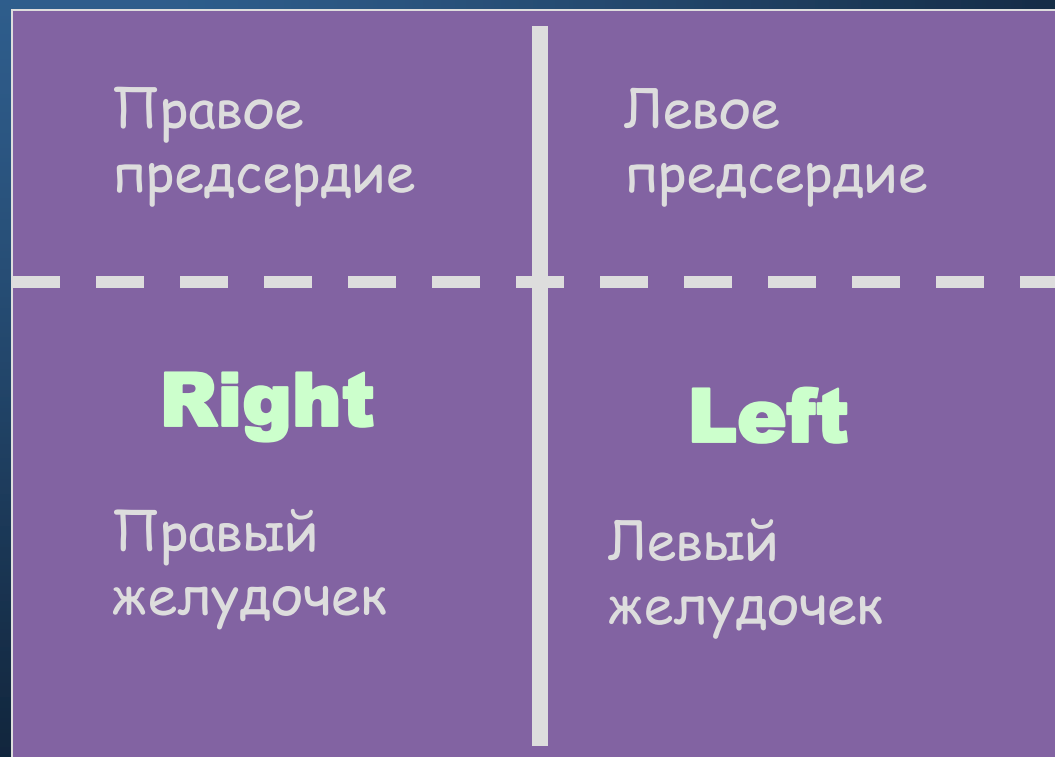 Правое
предсердие
Левое
предсердие
Right
Left
Правый
желудочек
Левый
желудочек